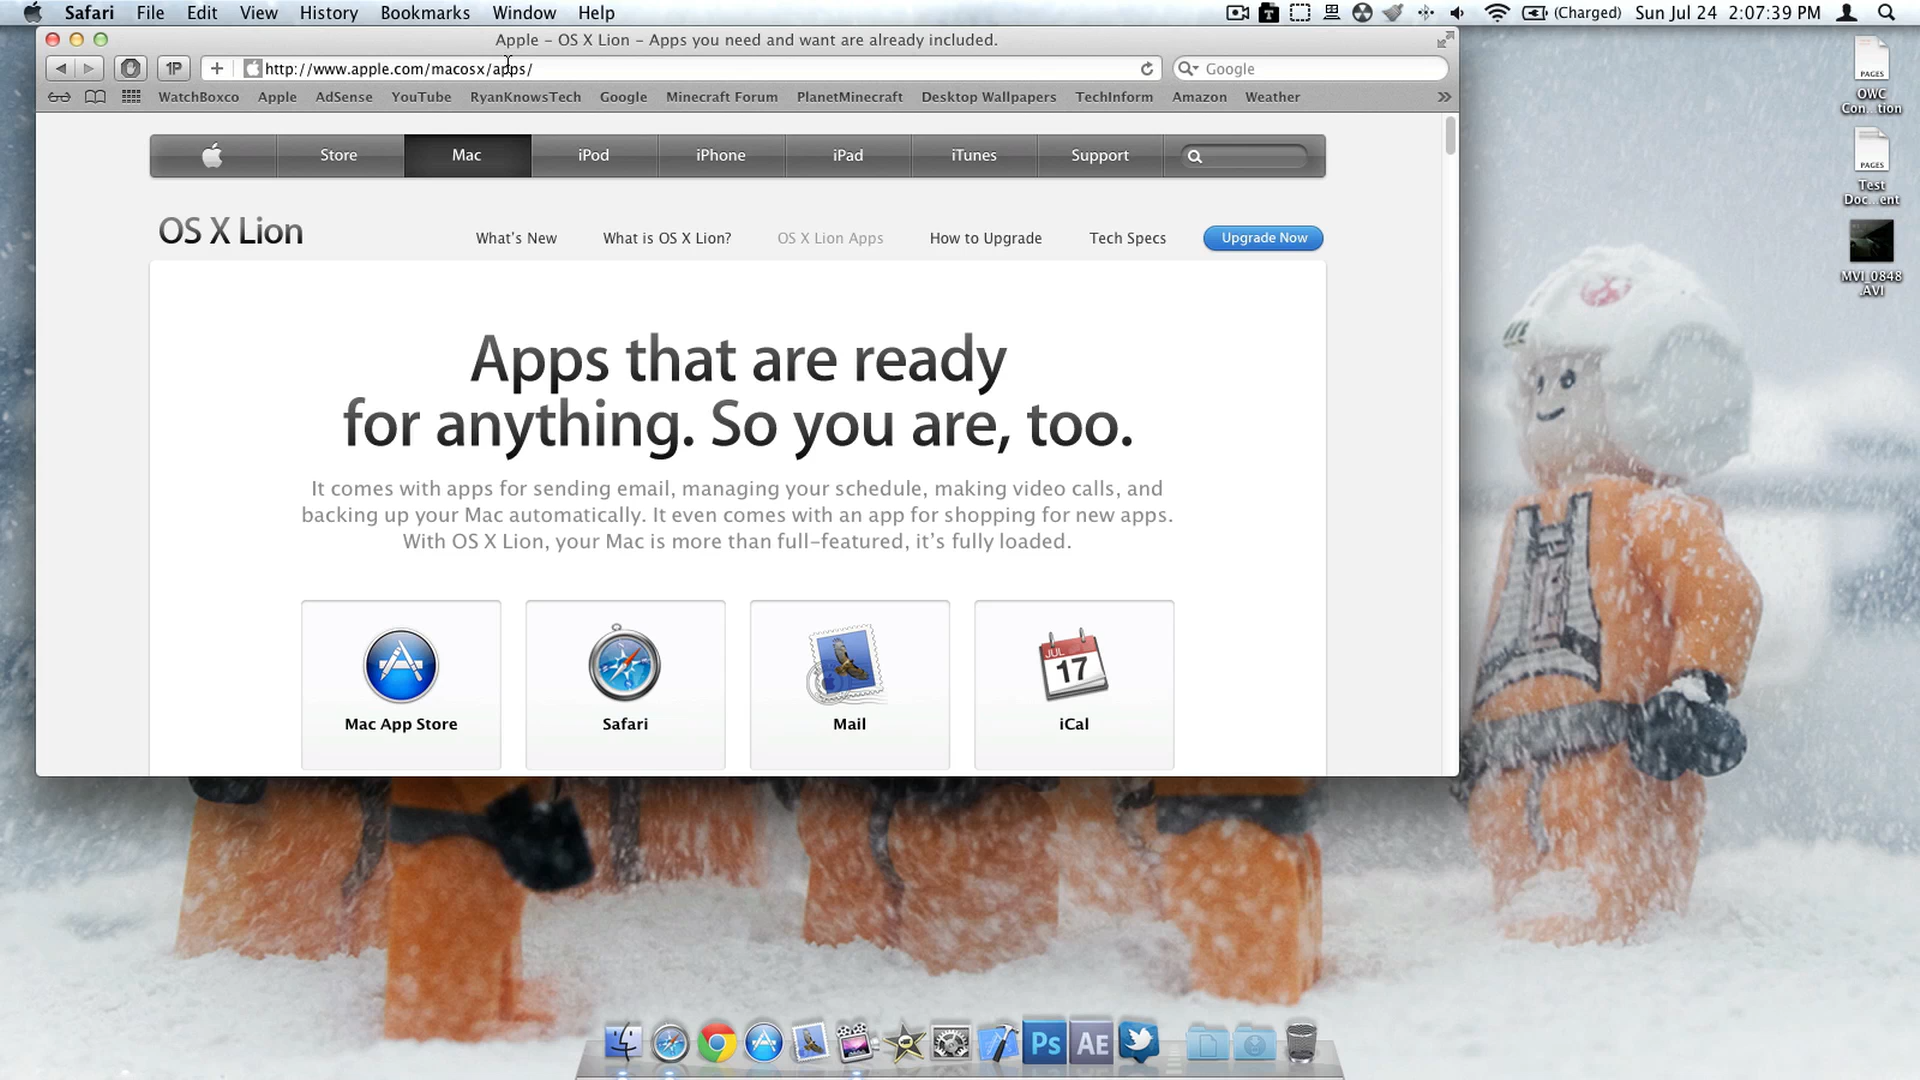 Safari File Edit View History Bookmarks Window Help
(Charged) Sun Jul 24 2:07:39 PM
Apple - OS X Lion - Apps you need and want are already included.
1P
http://www.apple.com/macosx/apps/
Google
WatchBoxco Apple AdSense YouTube RyanKnowsTech Google Minecraft Forum PlanetMinecraft Desktop Wallpapers TechInform Amazon Weather
Store Mac iPod iPhone iPad iTunes Support
OS X Lion
What's New What is OS X Lion? OS X Lion Apps How to Upgrade Tech Specs Upgrade Now
Apps that are ready
for anything. So you are, too.
It comes with apps for sending email, managing your schedule, making video calls, and
backing up your Mac automatically. It even comes with an app for shopping for new apps.
With OS X Lion, your Mac is more than full-featured, it's fully loaded.
JUL
17
Mac App Store Safari Mail iCal
PAGES
OWC
Con...tion
PAGES
Test
Doc...ent
MVI_0848
.AVI
Ps AE